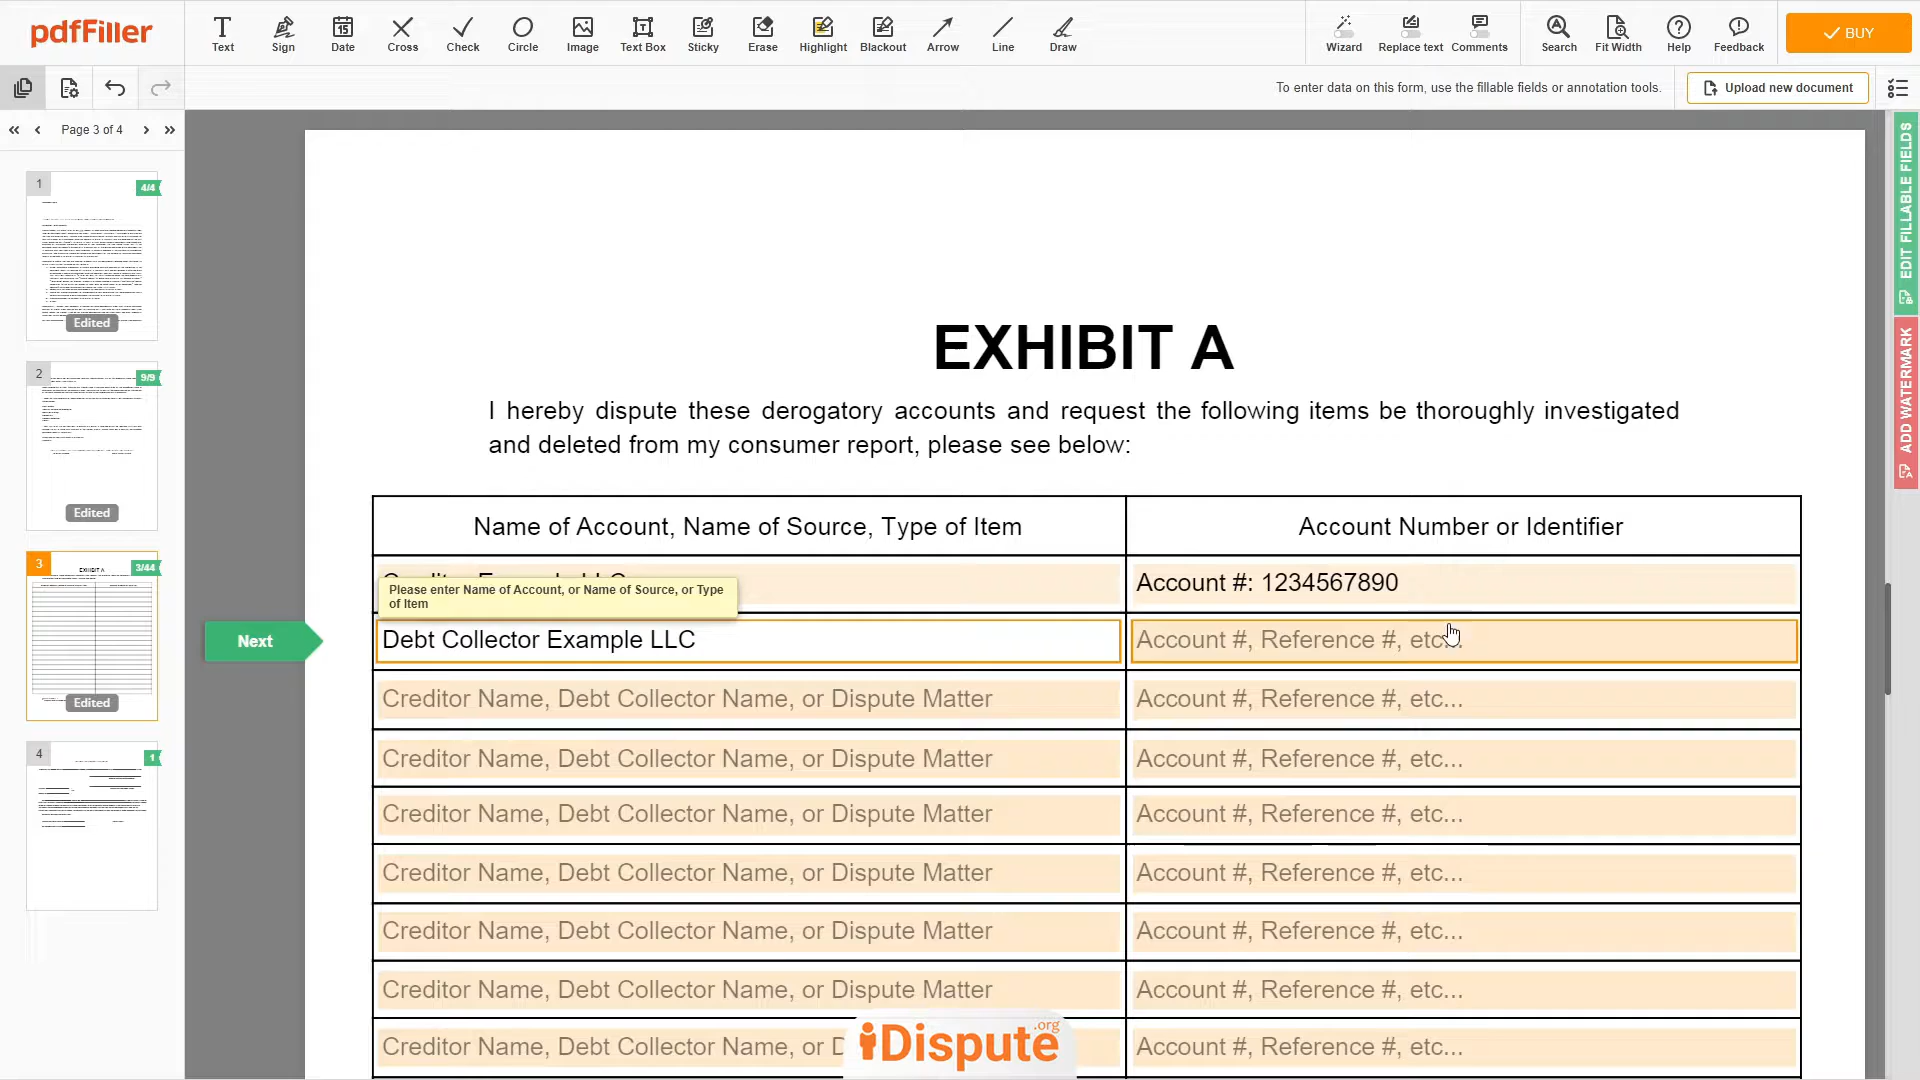 pdfFiller
Text
Sign
Date
Cross
Check
Circle
Image
Text Box
Sticky
Erase
Highlight
Blackout
Arrow
Line
Draw
Wizard
Replace text
Comments
Search
Fit Width
Help
Feedback
BUY
To enter data on this form, use the fillable fields or annotation tools.
Upload new document
Page 3 of 4
1
4/4
Edited
2
9/9
Edited
3
3/44
EXHIBIT A
Edited
4
1
EDIT FILLABLE FIELDS
ADD WATERMARK
EXHIBIT A
I hereby dispute these derogatory accounts and request the following items be thoroughly investigated
and deleted from my consumer report, please see below:
Name of Account, Name of Source, Type of Item
Account Number or Identifier
Account #: 1234567890
Please enter Name of Account, or Name of Source, or Type
of Item
Next
Debt Collector Example LLC
Account #, Reference #, etc...
Creditor Name, Debt Collector Name, or Dispute Matter
Account #, Reference #, etc...
Creditor Name, Debt Collector Name, or Dispute Matter
Account #, Reference #, etc...
Creditor Name, Debt Collector Name, or Dispute Matter
Account #, Reference #, etc...
Creditor Name, Debt Collector Name, or Dispute Matter
Account #, Reference #, etc...
Creditor Name, Debt Collector Name, or Dispute Matter
Account #, Reference #, etc...
Creditor Name, Debt Collector Name, or Dispute Matter
Account #, Reference #, etc...
Creditor Name, Debt Collector Name, or D
Account #, Reference #, etc...
iDispute.org